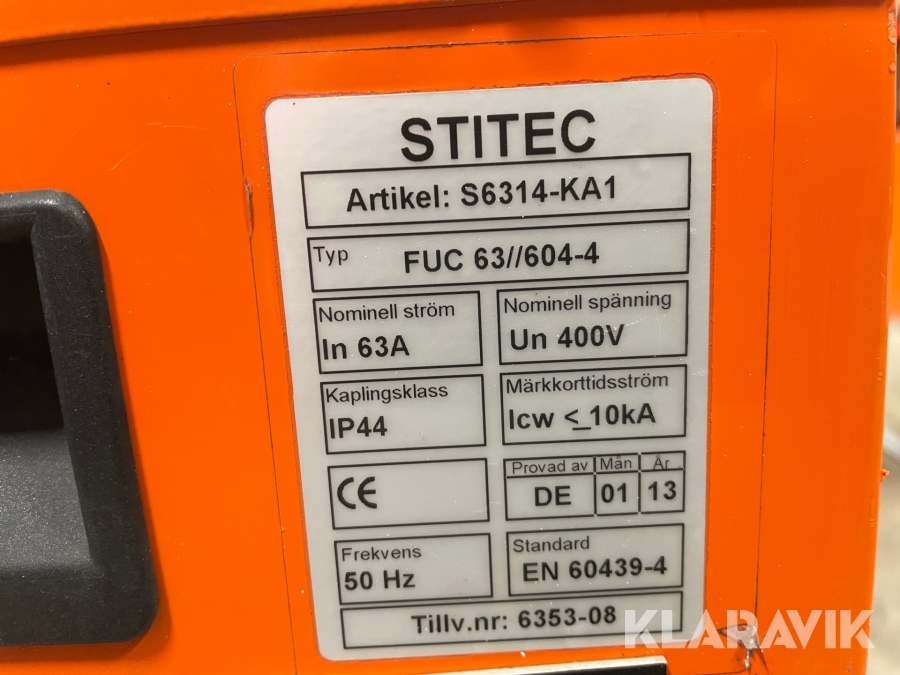 STITEC
Artikel: S6314-KA1
Typ FUC 63//604-4
Nominell ström
In 63A
Nominell spänning
Un 400V
Kaplingsklass
IP44
Märkkorttidsström
Icw <_10kA
CE
Provad av Mån År
DE 01 13
Frekvens
50 Hz
Standard
EN 60439-4
Tillv.nr: 6353-08
KLARAVIK